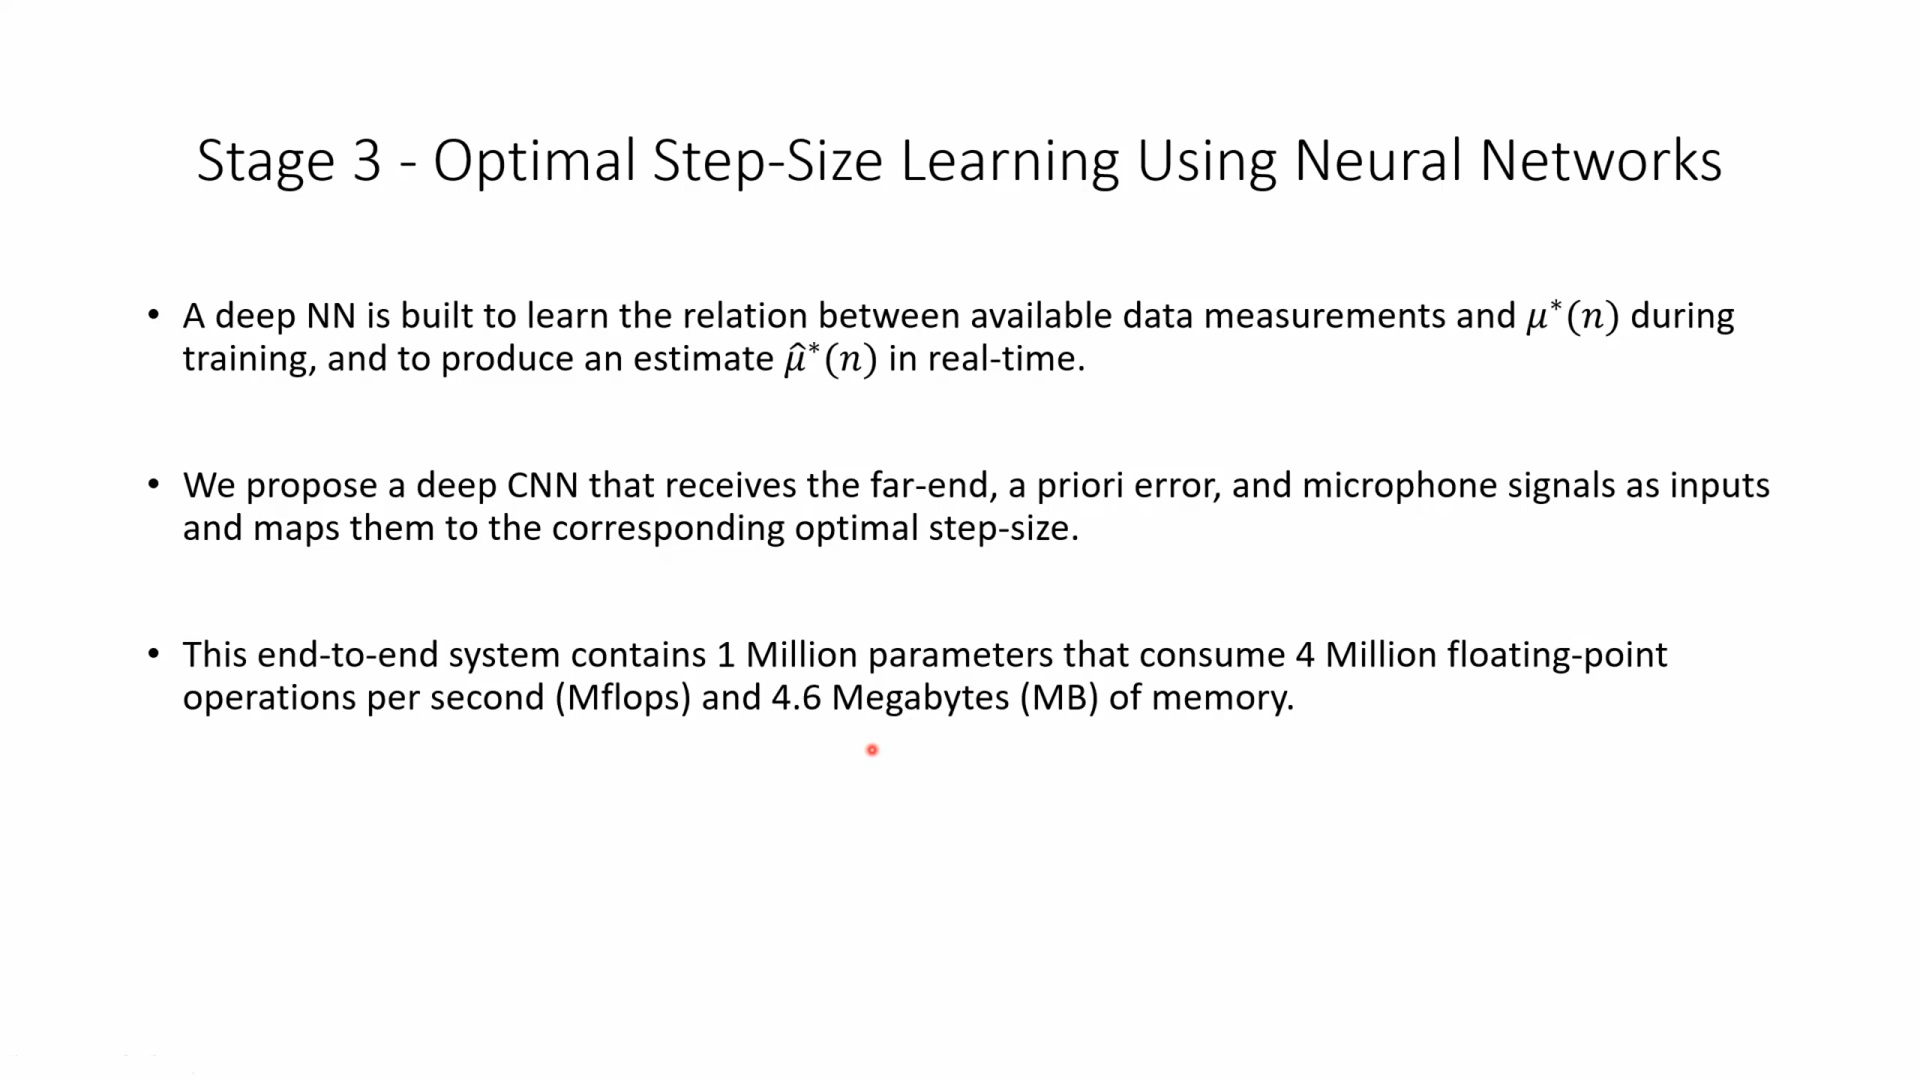 Stage 3 - Optimal Step-Size Learning Using Neural Networks
• A deep NN is built to learn the relation between available data measurements and μ*(n) during
training, and to produce an estimate μ̂*(n) in real-time.
• We propose a deep CNN that receives the far-end, a priori error, and microphone signals as inputs
and maps them to the corresponding optimal step-size.
• This end-to-end system contains 1 Million parameters that consume 4 Million floating-point
operations per second (Mflops) and 4.6 Megabytes (MB) of memory.